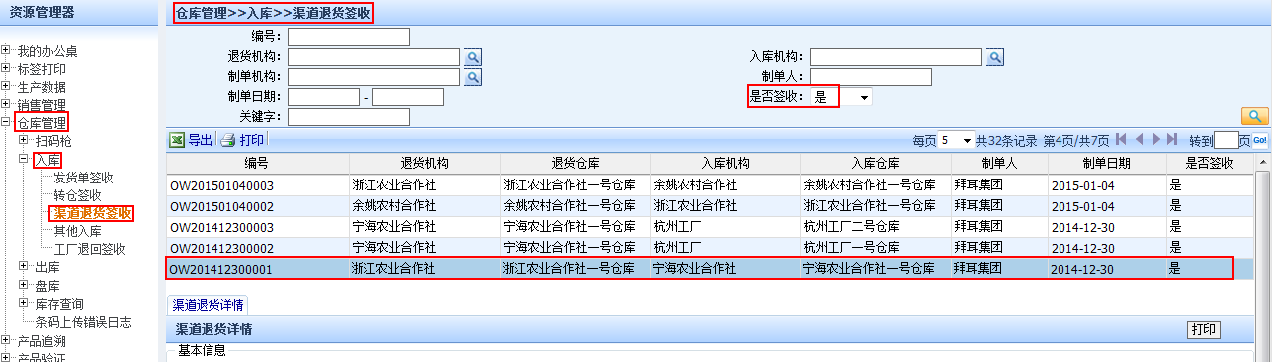 资源管理器
我的办公桌
标签打印
生产数据
销售管理
仓库管理
扫码枪
入库
发货单签收
转仓签收
渠道退货签收
其他入库
工厂退回签收
出库
盘库
库存查询
条码上传错误日志
产品追溯
产品验证
仓库管理>>入库>>渠道退货签收
编号:
退货机构: 入库机构:
制单机构: 制单人:
制单日期: - 是否签收: 是
关键字:
导出 打印 每页 5 共32条记录 第4页/共7页 转到 页 Go!
编号 退货机构 退货仓库 入库机构 入库仓库 制单人 制单日期 是否签收
OW201501040003 浙江农业合作社 浙江农业合作社一号仓库 余姚农村合作社 余姚农村合作社一号仓库 拜耳集团 2015-01-04 是
OW201501040002 余姚农村合作社 余姚农村合作社一号仓库 浙江农业合作社 浙江农业合作社一号仓库 拜耳集团 2015-01-04 是
OW201412300003 宁海农业合作社 宁海农业合作社一号仓库 杭州工厂 杭州工厂二号仓库 拜耳集团 2014-12-30 是
OW201412300002 宁海农业合作社 宁海农业合作社一号仓库 杭州工厂 杭州工厂一号仓库 拜耳集团 2014-12-30 是
OW201412300001 浙江农业合作社 浙江农业合作社一号仓库 宁海农业合作社 宁海农业合作社一号仓库 拜耳集团 2014-12-30 是
渠道退货详情
渠道退货详情 打印
基本信息